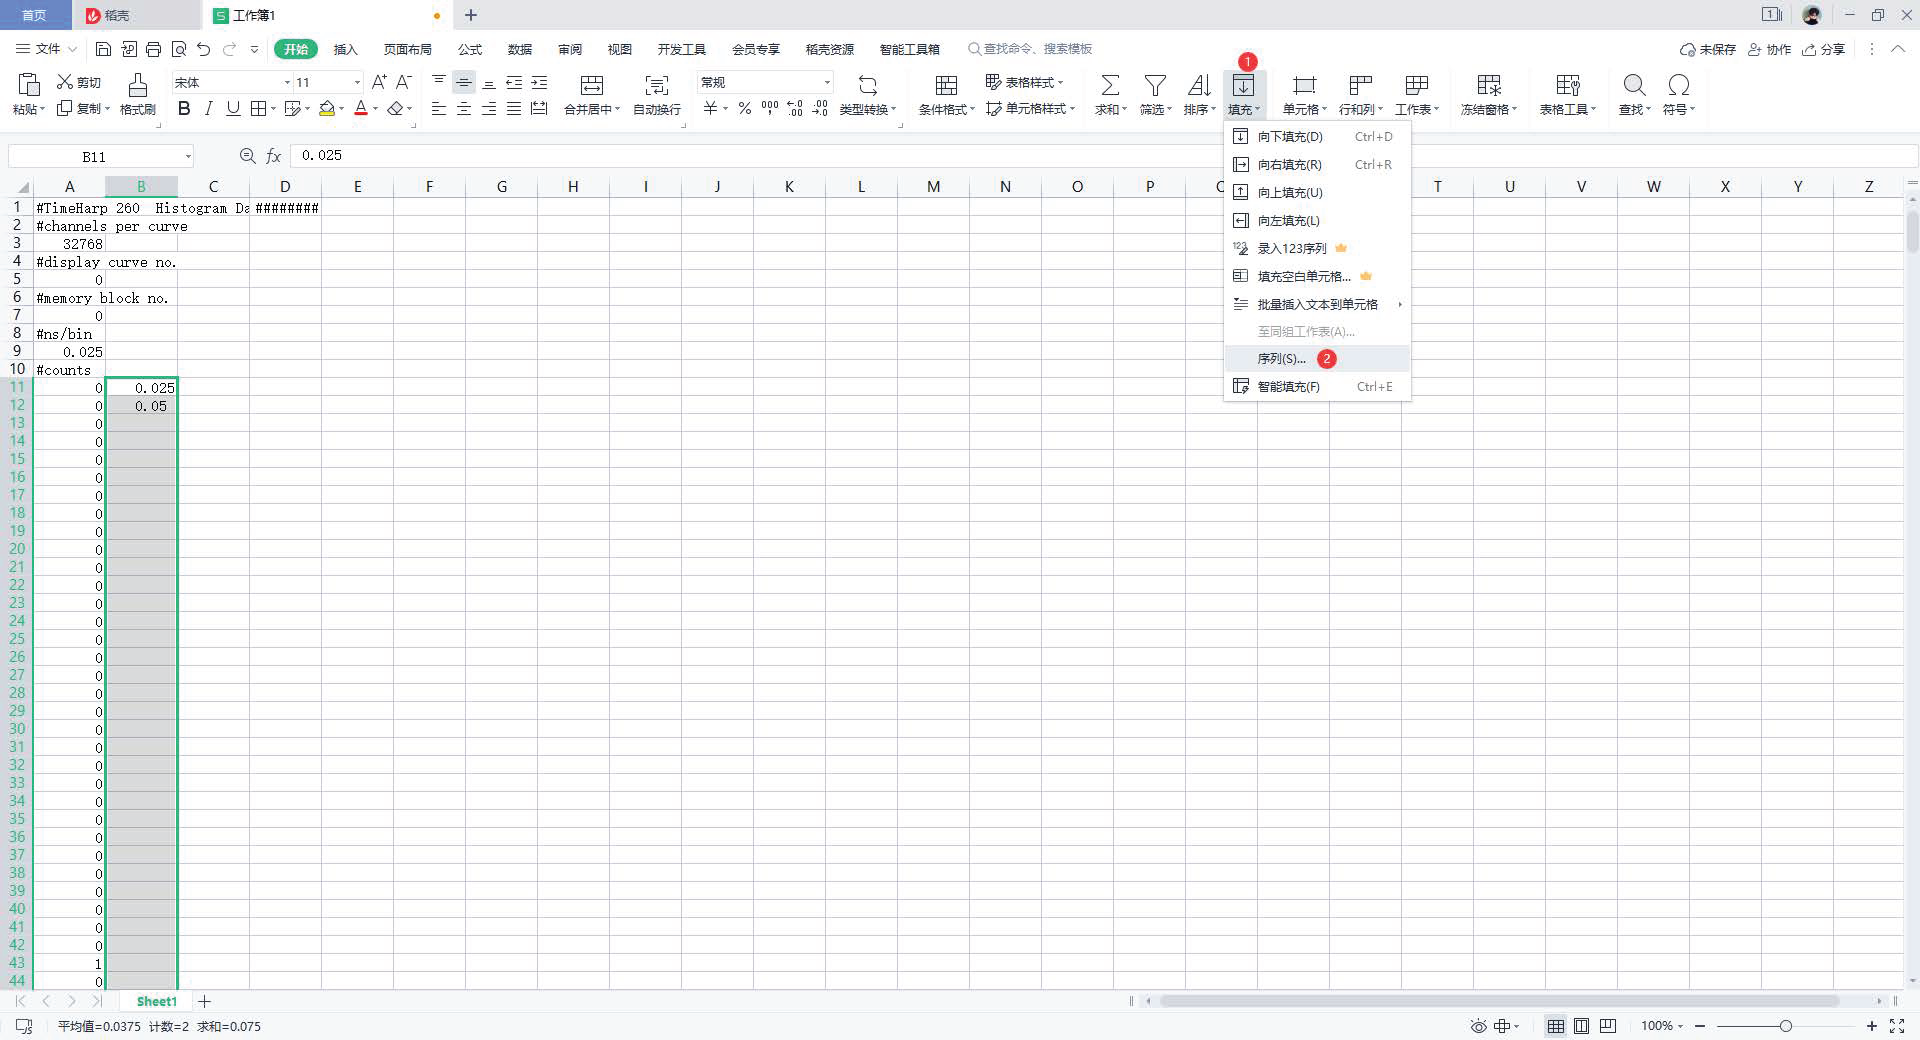 首页 稻壳 工作簿1
文件 开始 插入 页面布局 公式 数据 审阅 视图 开发工具 会员专享 稻壳资源 智能工具箱 查找命令、搜索模板 未保存 协作 分享
1
剪切 宋体 11 A+ A- 常规 表格样式
粘贴 复制 格式刷 B I U A 合并居中 自动换行 ¥ % 类型转换 条件格式 单元格样式 求和 筛选 排序 填充 单元格 行和列 工作表 冻结窗格 表格工具 查找 符号
B11 fx 0.025
向下填充(D) Ctrl+D
向右填充(R) Ctrl+R
向上填充(U)
向左填充(L)
录入123序列
填充空白单元格...
批量插入文本到单元格
至同组工作表(A)...
序列(S)... 2
智能填充(F) Ctrl+E
A B C D E F G H I J K L M N O P T U V W X Y Z
1 #TimeHarp 260 Histogram Da ########
2 #channels per curve
3 32768
4 #display curve no.
5 0
6 #memory block no.
7 0
8 #ns/bin
9 0.025
10 #counts
11 0 0.025
12 0 0.05
13 0
14 0
15 0
16 0
17 0
18 0
19 0
20 0
21 0
22 0
23 0
24 0
25 0
26 0
27 0
28 0
29 0
30 0
31 0
32 0
33 0
34 0
35 0
36 0
37 0
38 0
39 0
40 0
41 0
42 0
43 1
44 0
Sheet1
平均值=0.0375 计数=2 求和=0.075 100%